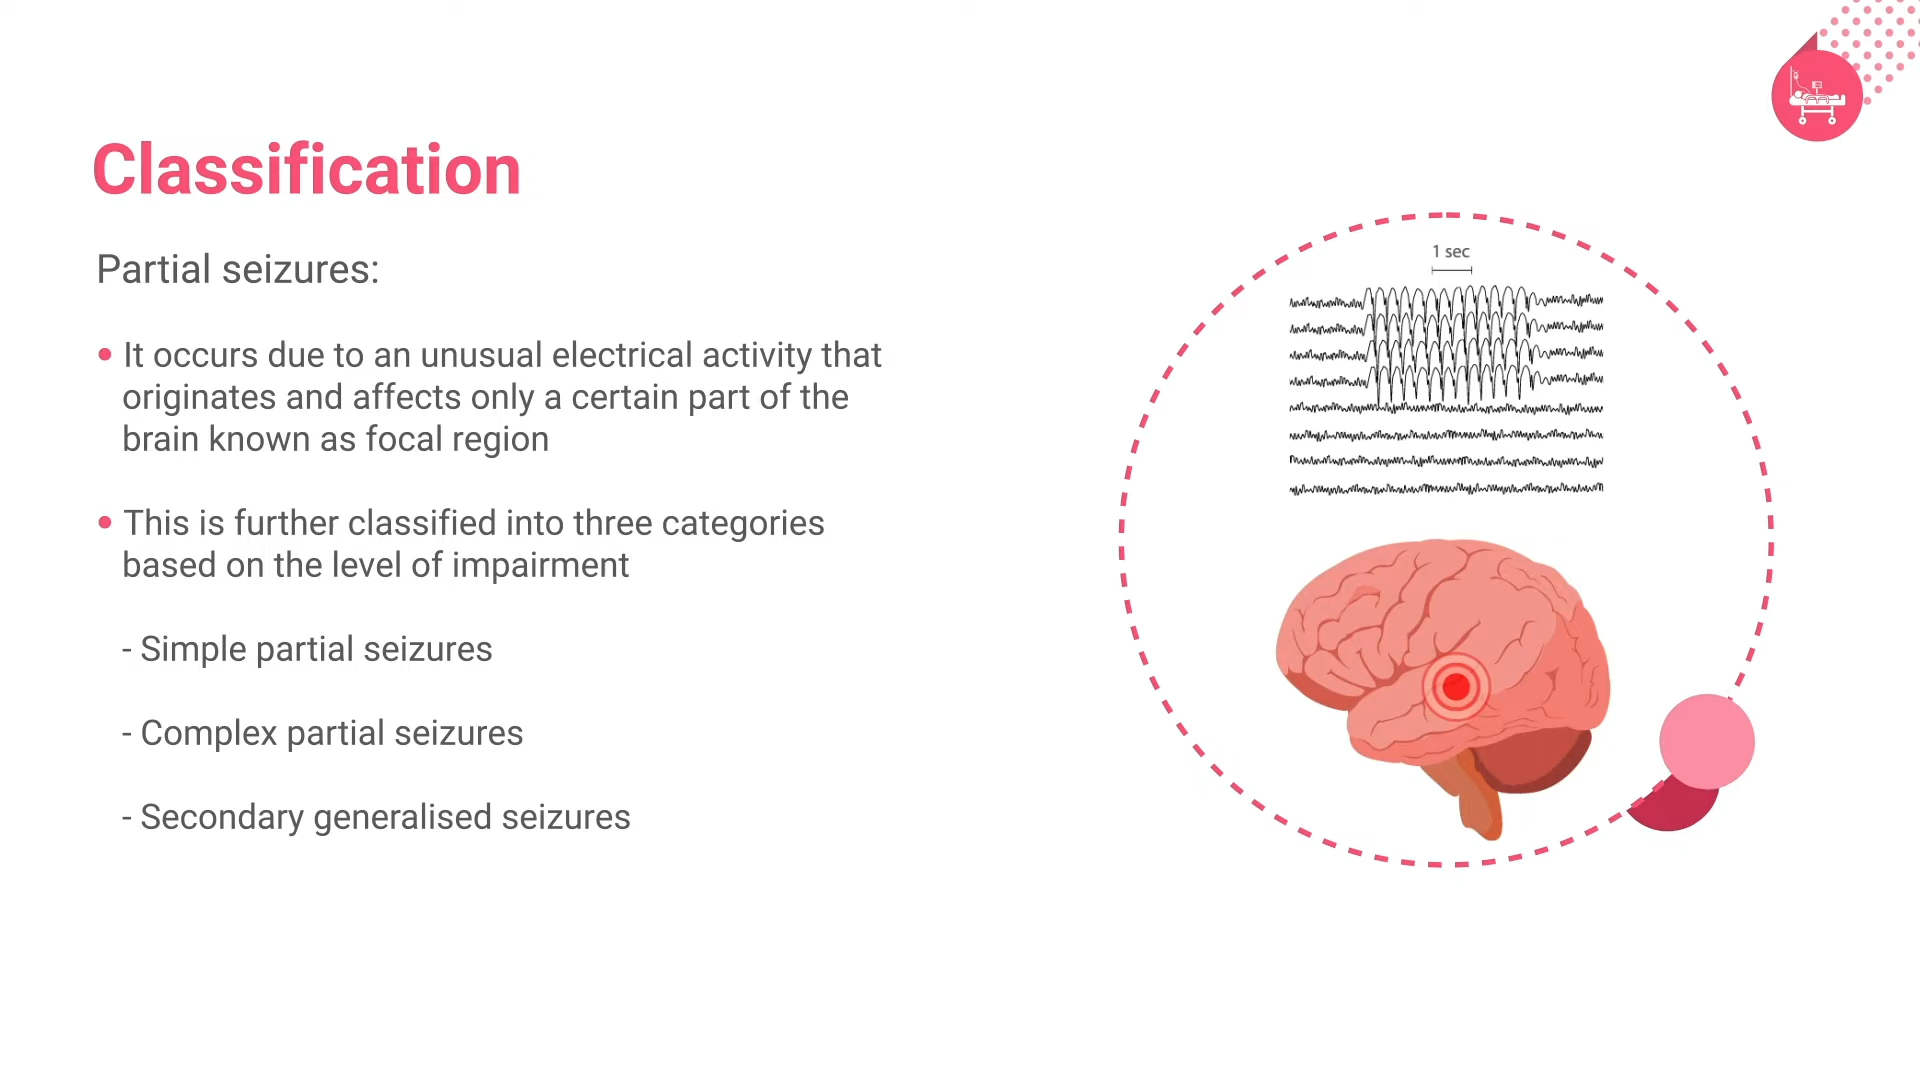 Classification
Partial seizures:
• It occurs due to an unusual electrical activity that
originates and affects only a certain part of the
brain known as focal region
• This is further classified into three categories
based on the level of impairment
- Simple partial seizures
- Complex partial seizures
- Secondary generalised seizures
1 sec